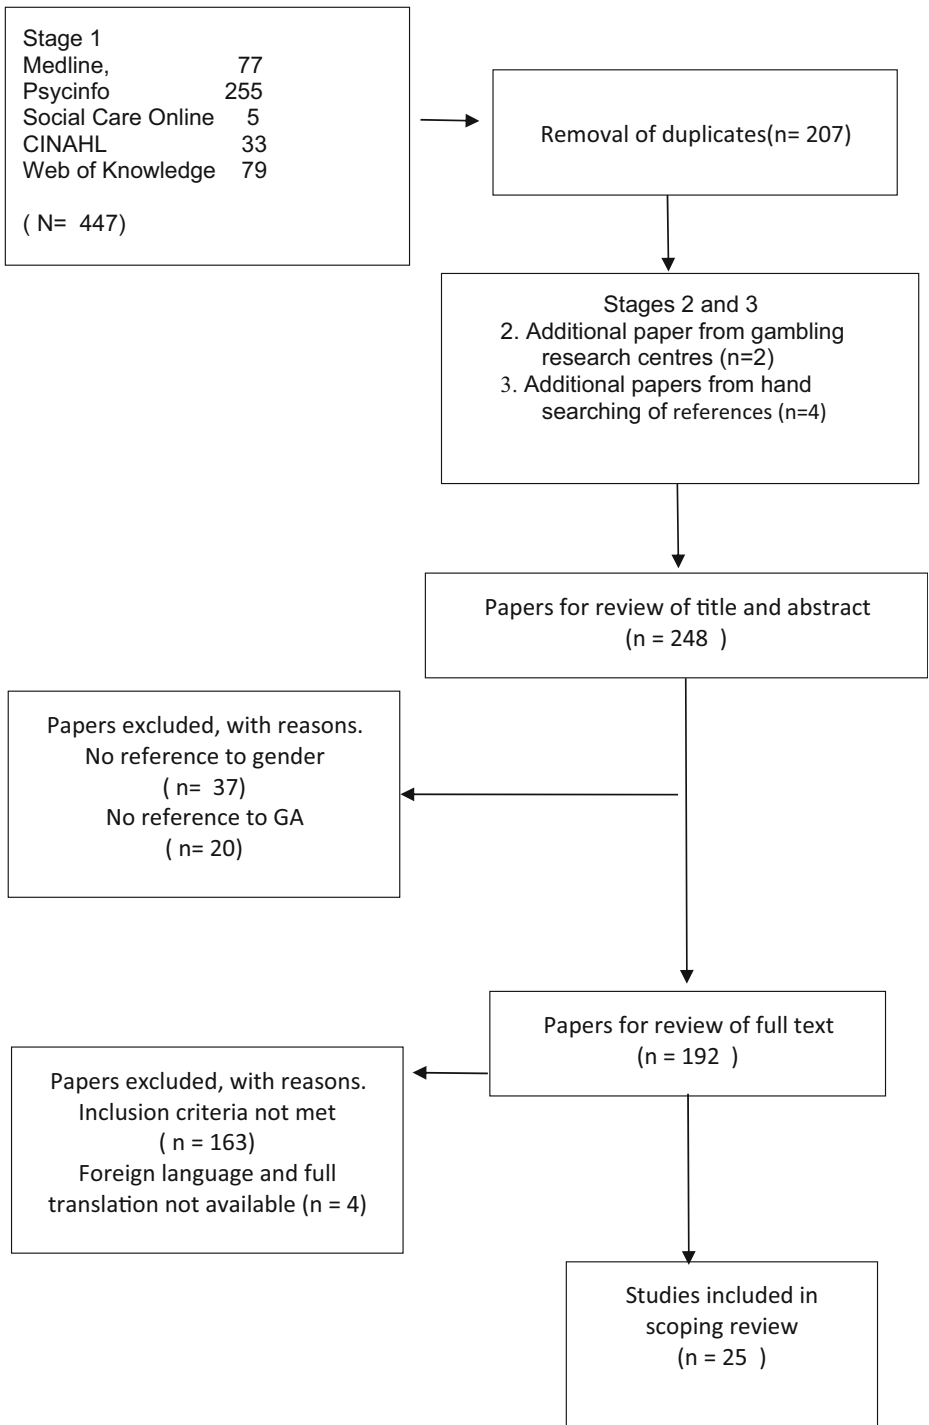 Stage 1
Medline, 77
Psycinfo 255
Social Care Online 5
CINAHL 33
Web of Knowledge 79
( N= 447)
Removal of duplicates(n= 207)
Stages 2 and 3
2. Additional paper from gambling
research centres (n=2)
3. Additional papers from hand
searching of references (n=4)
Papers for review of title and abstract
(n = 248 )
Papers excluded, with reasons.
No reference to gender
( n= 37)
No reference to GA
( n= 20)
Papers for review of full text
(n = 192 )
Papers excluded, with reasons.
Inclusion criteria not met
( n = 163)
Foreign language and full
translation not available (n = 4)
Studies included in
scoping review
(n = 25 )